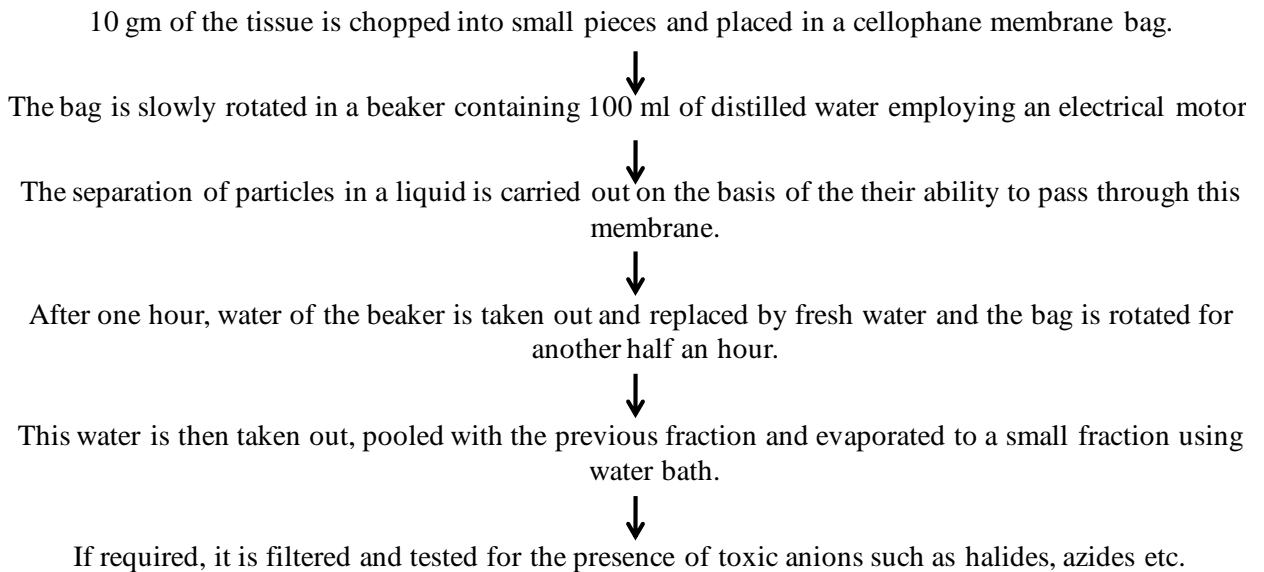 10 gm of the tissue is chopped into small pieces and placed in a cellophane membrane bag.
The bag is slowly rotated in a beaker containing 100 ml of distilled water employing an electrical motor
The separation of particles in a liquid is carried out on the basis of the their ability to pass through this
membrane.
After one hour, water of the beaker is taken out and replaced by fresh water and the bag is rotated for
another half an hour.
This water is then taken out, pooled with the previous fraction and evaporated to a small fraction using
water bath.
If required, it is filtered and tested for the presence of toxic anions such as halides, azides etc.